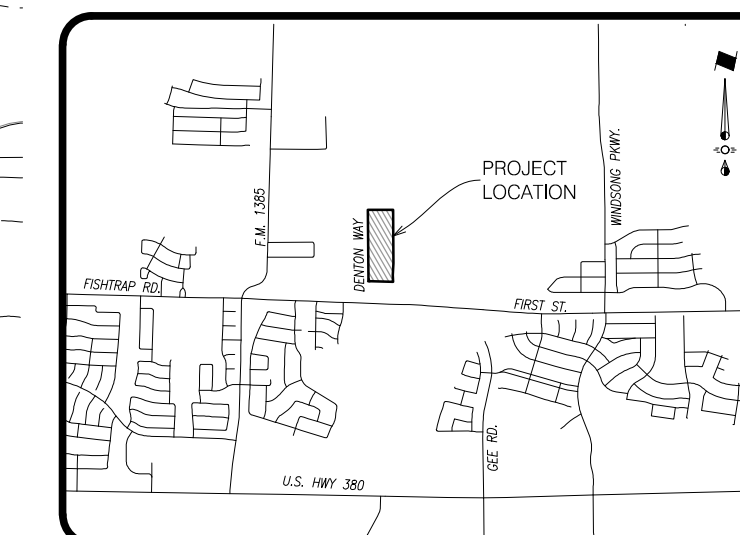 PROJECT
LOCATION
F.M. 1385
DENTON WAY
WINDSONG PKWY.
FISHTRAP RD.
FIRST ST.
GEE RD.
U.S. HWY 380